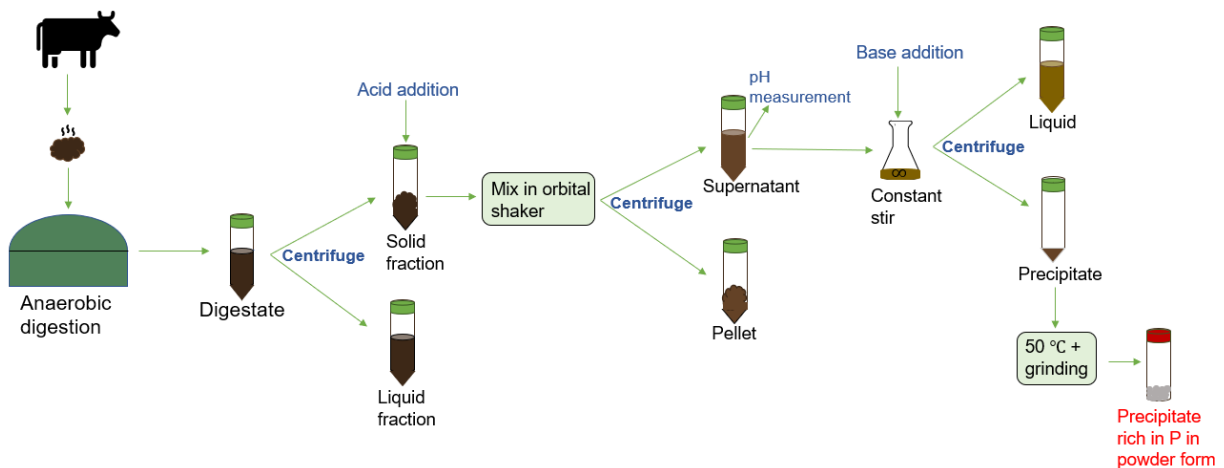 Anaerobic
digestion
Digestate
Centrifuge
Acid addition
Solid
fraction
Liquid
fraction
Mix in orbital
shaker
Centrifuge
pH
measurement
Supernatant
Pellet
Base addition
Constant
stir
Centrifuge
Liquid
Precipitate
50 ℃ +
grinding
Precipitate
rich in P in
powder form